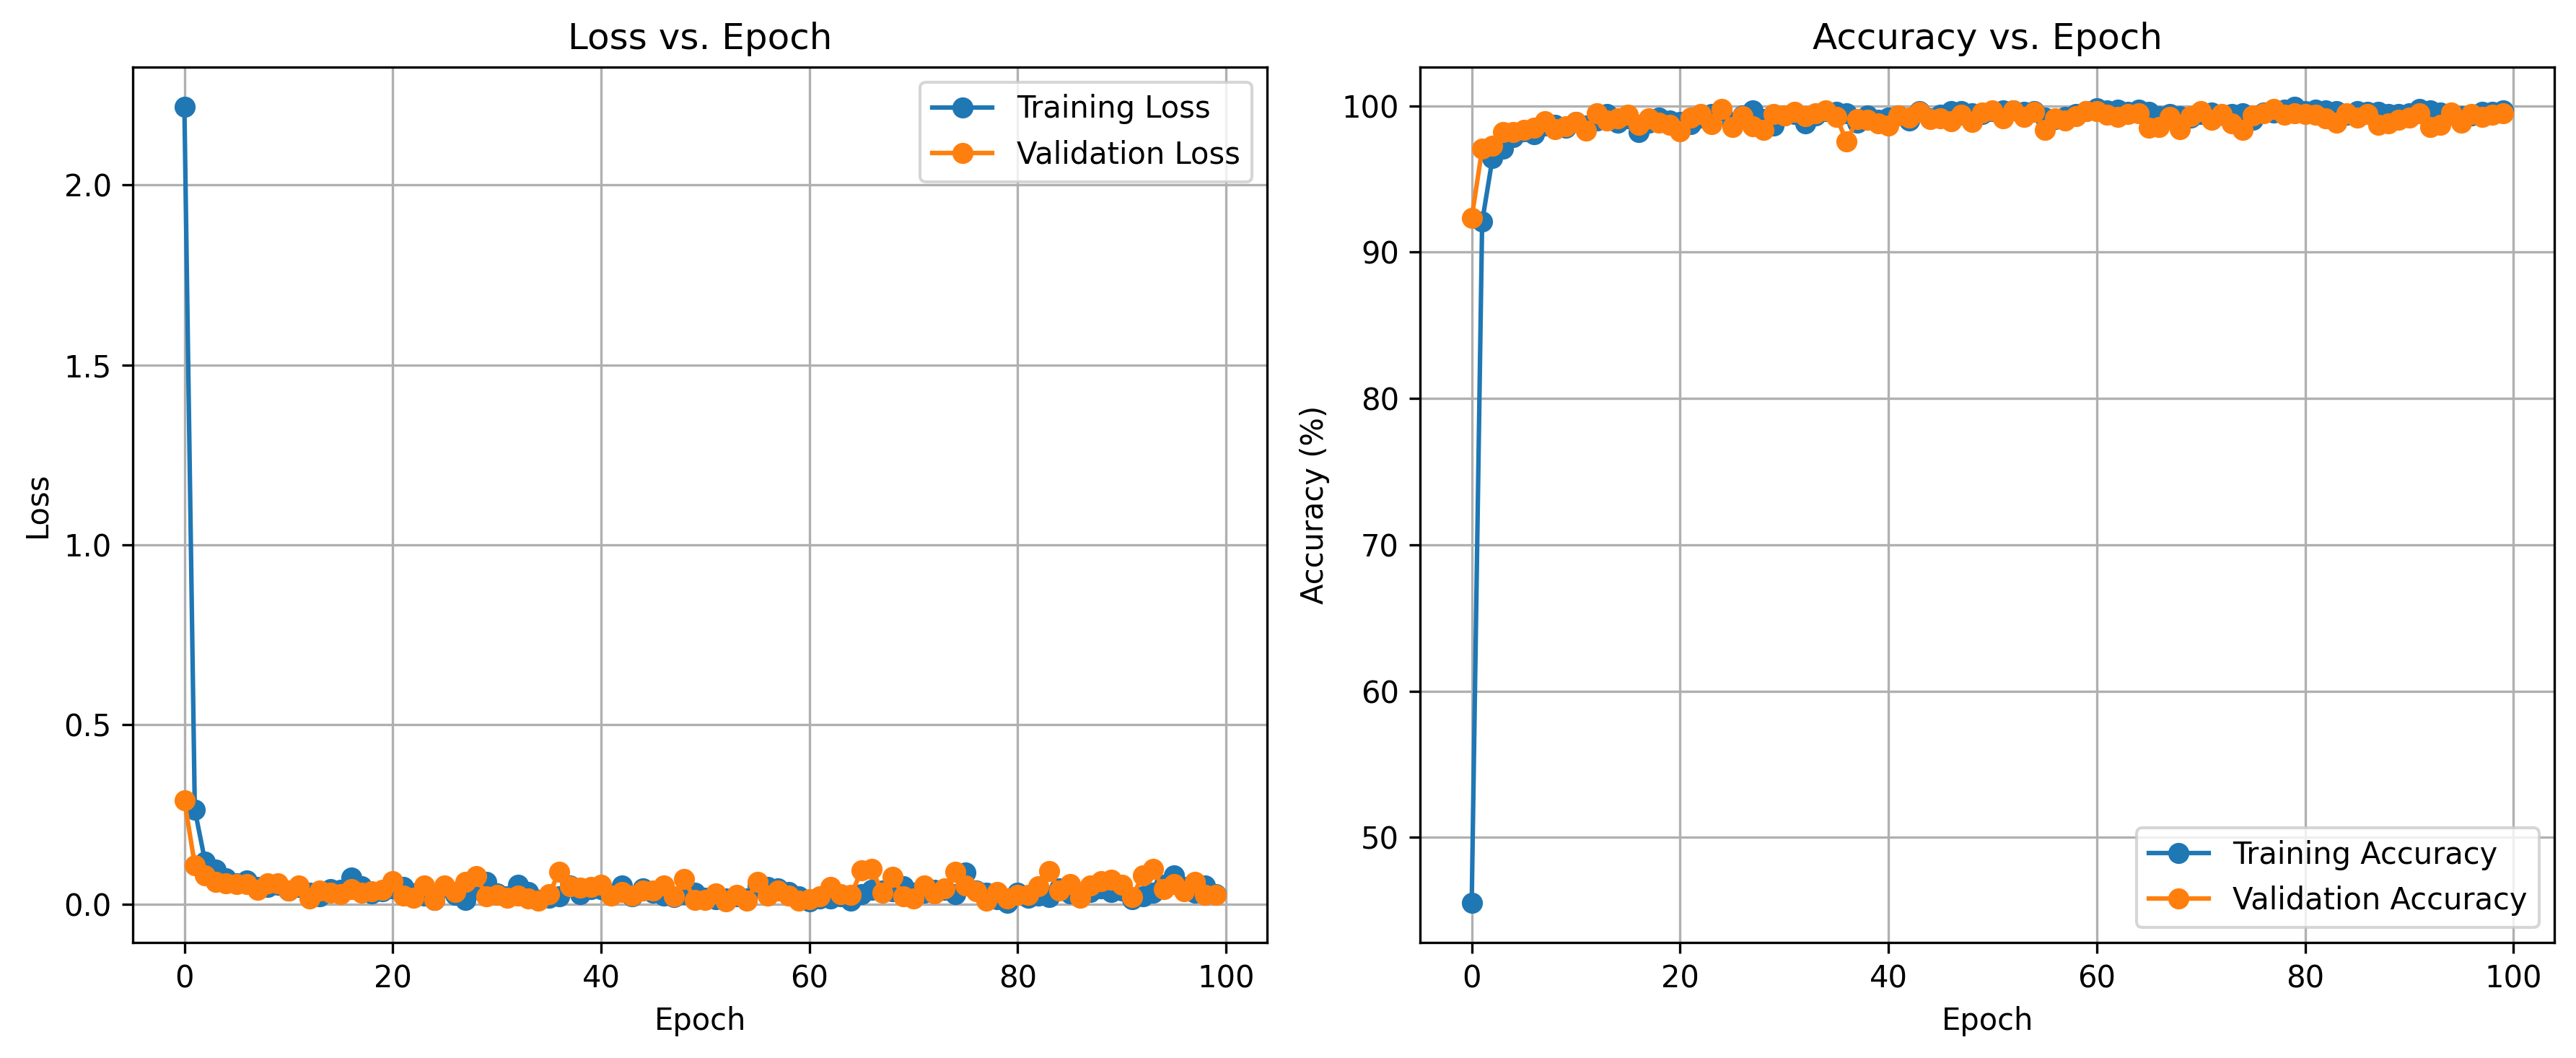 Loss vs. Epoch
Training Loss
Validation Loss
2.0
1.5
1.0
0.5
0.0
Loss
0 20 40 60 80 100
Epoch
Accuracy vs. Epoch
100
90
80
70
60
50
Accuracy (%)
Training Accuracy
Validation Accuracy
0 20 40 60 80 100
Epoch